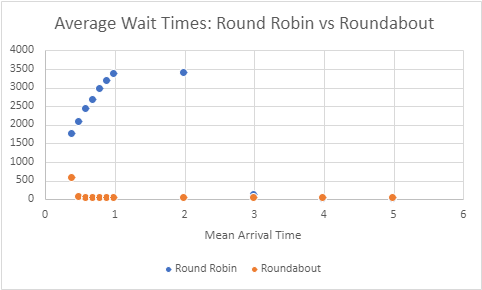 Average Wait Times: Round Robin vs Roundabout
4000
3500
3000
2500
2000
1500
1000
500
0
0 1 2 3 4 5 6
Mean Arrival Time
Round Robin Roundabout